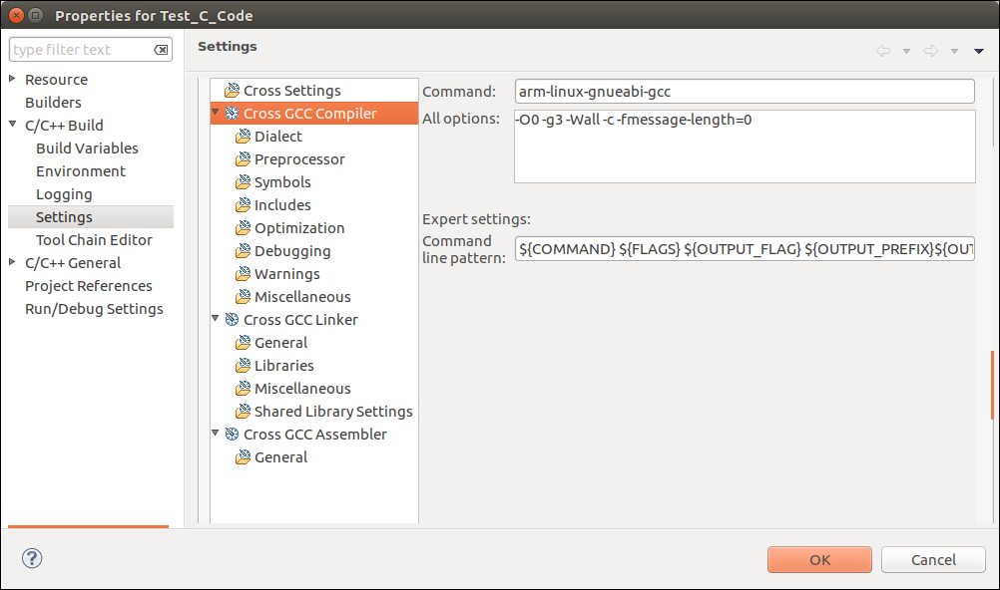 Properties for Test_C_Code
type filter text
Resource
Builders
C/C++ Build
Build Variables
Environment
Logging
Settings
Tool Chain Editor
C/C++ General
Project References
Run/Debug Settings
Settings
Cross Settings
Cross GCC Compiler
Dialect
Preprocessor
Symbols
Includes
Optimization
Debugging
Warnings
Miscellaneous
Cross GCC Linker
General
Libraries
Miscellaneous
Shared Library Settings
Cross GCC Assembler
General
Command: arm-linux-gnueabi-gcc
All options: -O0 -g3 -Wall -c -fmessage-length=0
Expert settings:
Command
line pattern: ${COMMAND} ${FLAGS} ${OUTPUT_FLAG} ${OUTPUT_PREFIX}${OUT
?
OK
Cancel